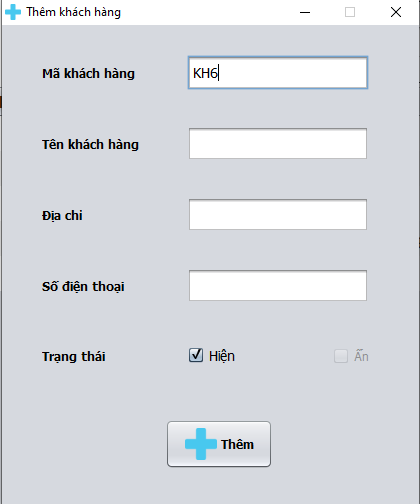 Thêm khách hàng
Mã khách hàng KH6
Tên khách hàng
Địa chỉ
Số điện thoại
Trạng thái Hiện Ẩn
Thêm